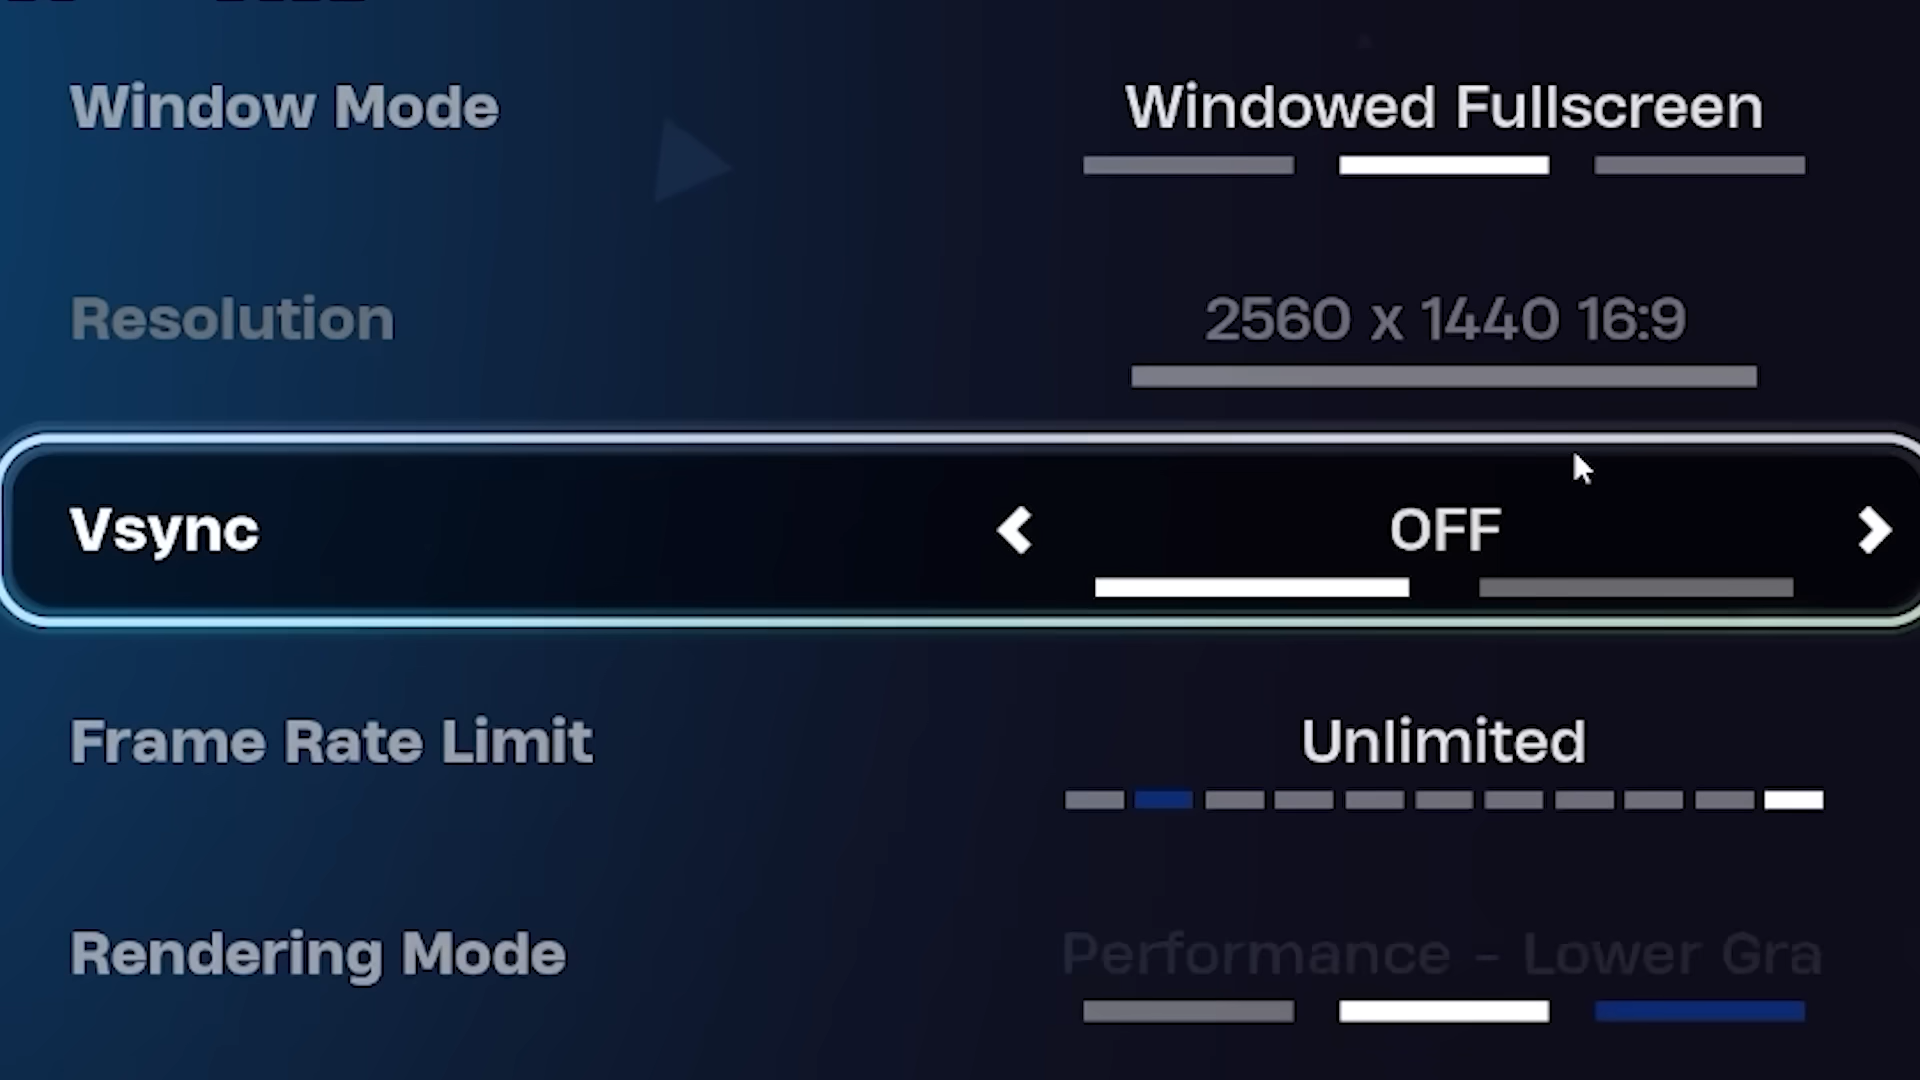 Window Mode
Windowed Fullscreen
Resolution
2560 x 1440 16:9
Vsync
OFF
Frame Rate Limit
Unlimited
Rendering Mode
Performance - Lower Gra